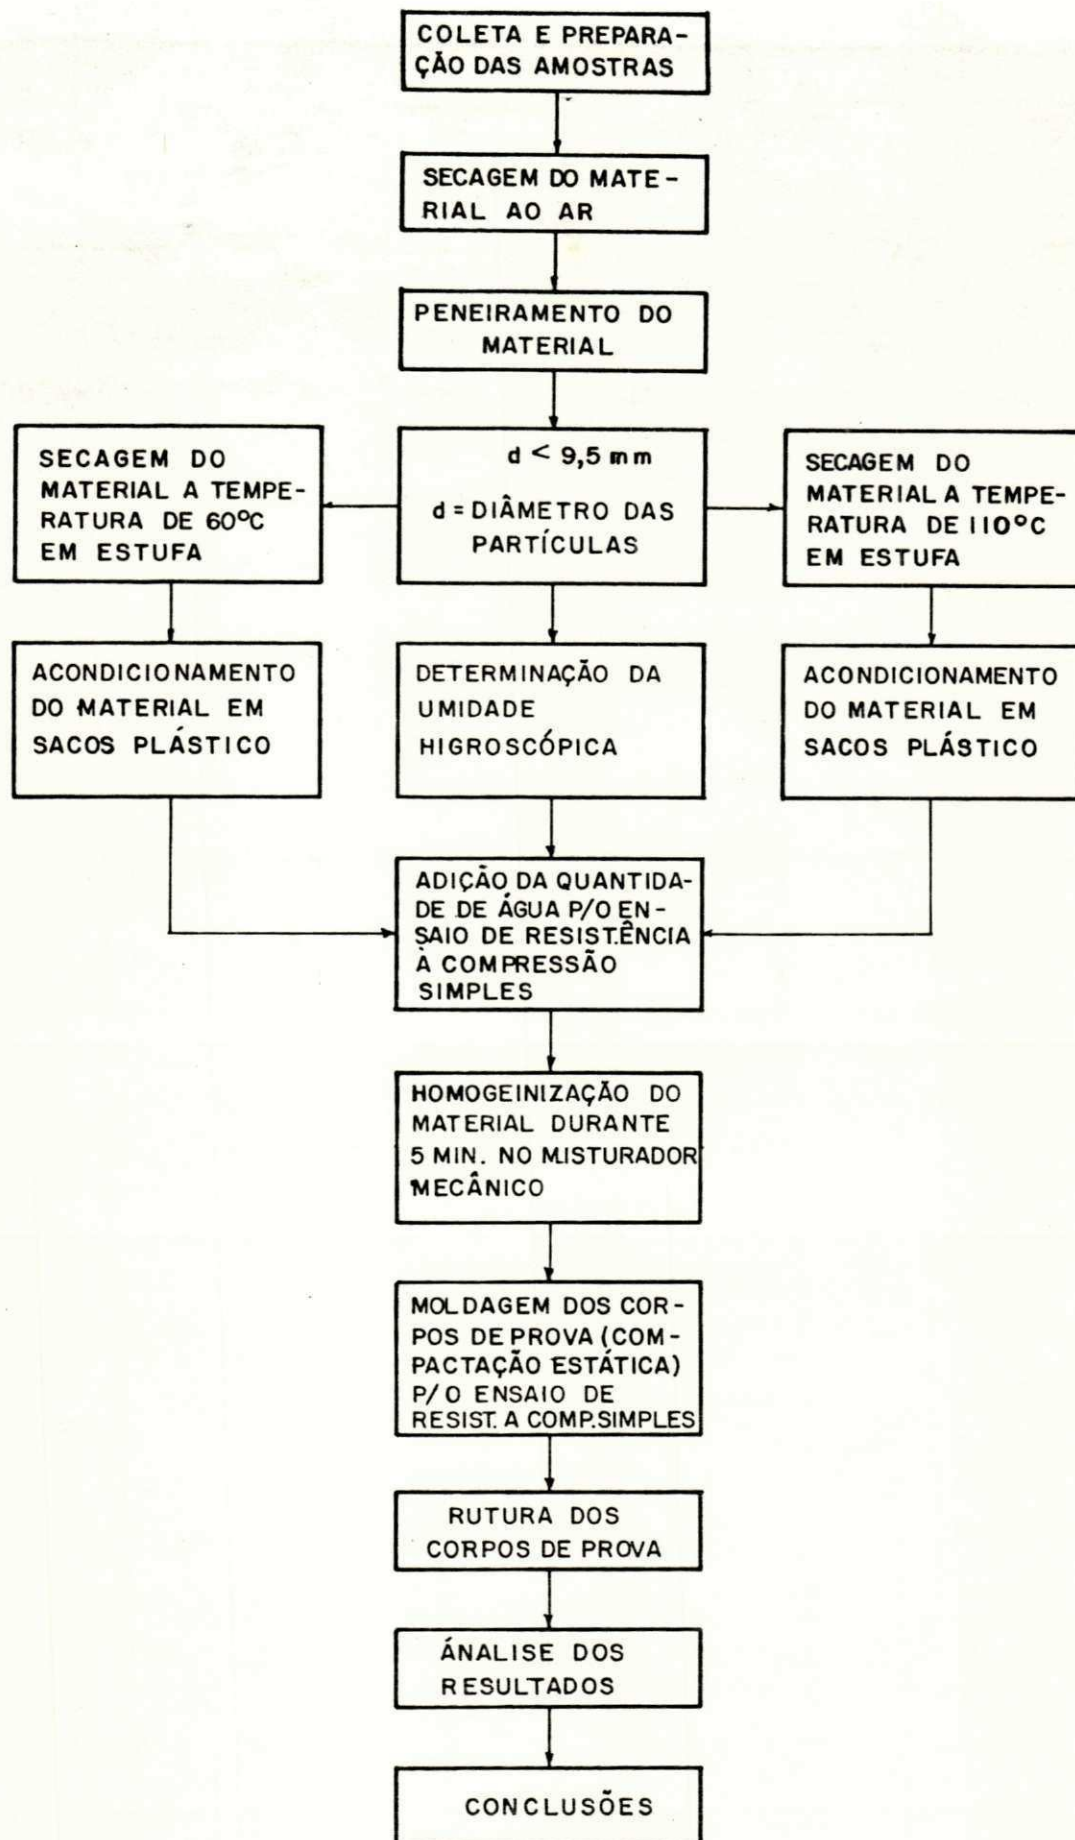 COLETA E PREPARA-
ÇÃO DAS AMOSTRAS
SECAGEM DO MATE-
RIAL AO AR
PENEIRAMENTO DO
MATERIAL
d < 9,5 mm
d = DIÂMETRO DAS
PARTÍCULAS
SECAGEM DO
MATERIAL A TEMPE-
RATURA DE 60°C
EM ESTUFA
SECAGEM DO
MATERIAL A TEMPE-
RATURA DE 110°C
EM ESTUFA
ACONDICIONAMENTO
DO MATERIAL EM
SACOS PLÁSTICO
DETERMINAÇÃO DA
UMIDADE
HIGROSCÓPICA
ACONDICIONAMENTO
DO MATERIAL EM
SACOS PLÁSTICO
ADIÇÃO DA QUANTIDA-
DE DE ÁGUA P/O EN-
SAIO DE RESISTÊNCIA
À COMPRESSÃO
SIMPLES
HOMOGEINIZAÇÃO DO
MATERIAL DURANTE
5 MIN. NO MISTURADOR
MECÂNICO
MOLDAGEM DOS COR-
POS DE PROVA (COM-
PACTAÇÃO ESTÁTICA)
P/O ENSAIO DE
RESIST. A COMP.SIMPLES
RUTURA DOS
CORPOS DE PROVA
ÁNALISE DOS
RESULTADOS
CONCLUSÕES